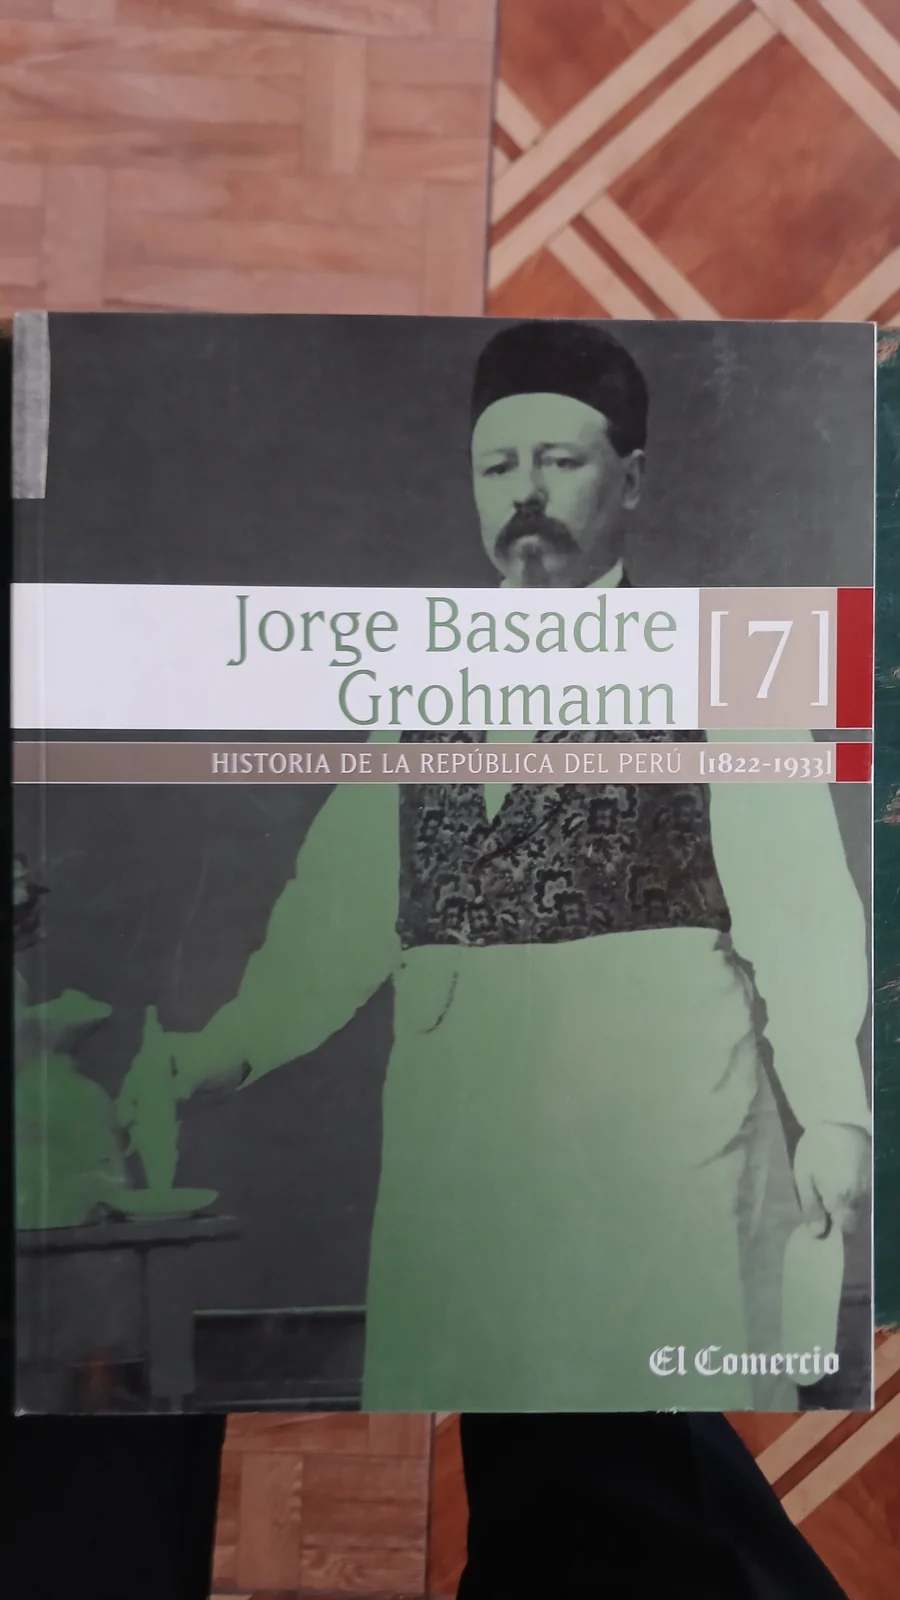 Jorge Basadre
Grohmann
[7]
HISTORIA DE LA REPÚBLICA DEL PERÚ [1822-1933]
El Comercio